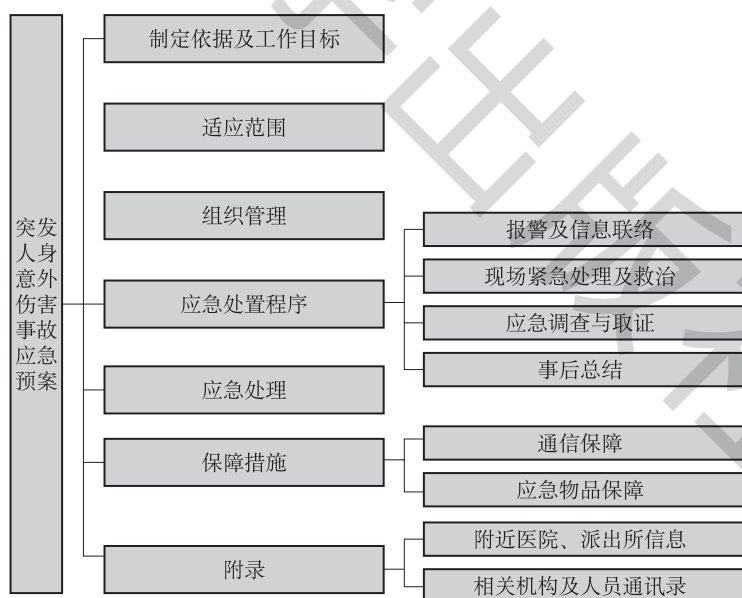 突发
人身
意外
伤害
事故
应急
预案
制定依据及工作目标
适应范围
组织管理
应急处置程序
报警及信息联络
现场紧急处理及救治
应急调查与取证
事后总结
应急处理
保障措施
通信保障
应急物品保障
附录
附近医院、派出所信息
相关机构及人员通讯录
出版社